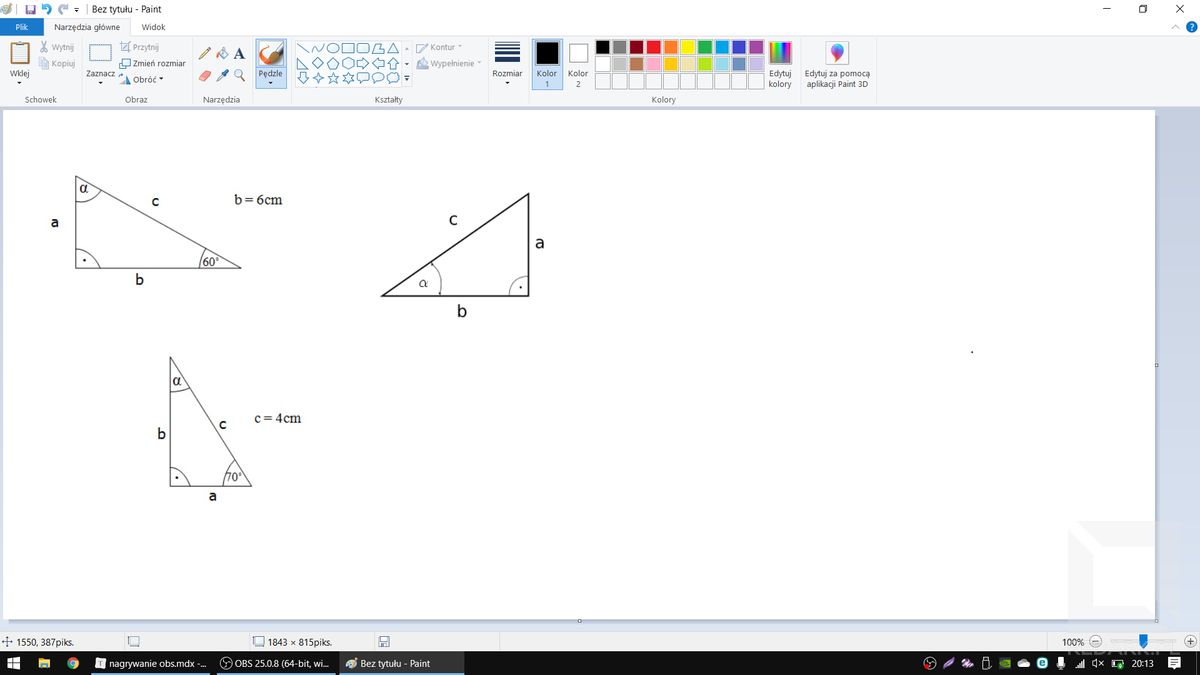 Bez tytułu - Paint
Plik Narzędzia główne Widok
Wklej
Wytnij
Kopiuj
Schowek
Zaznacz
Przytnij
Zmień rozmiar
Obróć
Obraz
A
Narzędzia
Pędzle
Kontur
Wypełnienie
Kształty
Rozmiar
Kolor 1
Kolor 2
Kolory
Edytuj kolory
Edytuj za pomocą aplikacji Paint 3D
α
c
b = 6cm
a
60°
b
c
a
α
b
α
c
c = 4cm
b
70°
a
1550, 387piks.
1843 × 815piks.
100%
nagrywanie obs.mdx -...
OBS 25.0.8 (64-bit, wi...
Bez tytułu - Paint
20:13